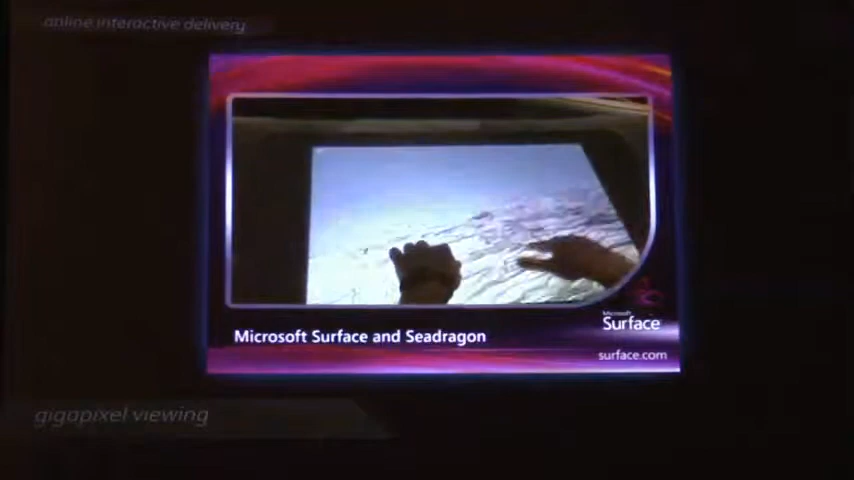 online interactive delivery
Microsoft
Surface
Microsoft Surface and Seadragon
surface.com
gigapixel viewing